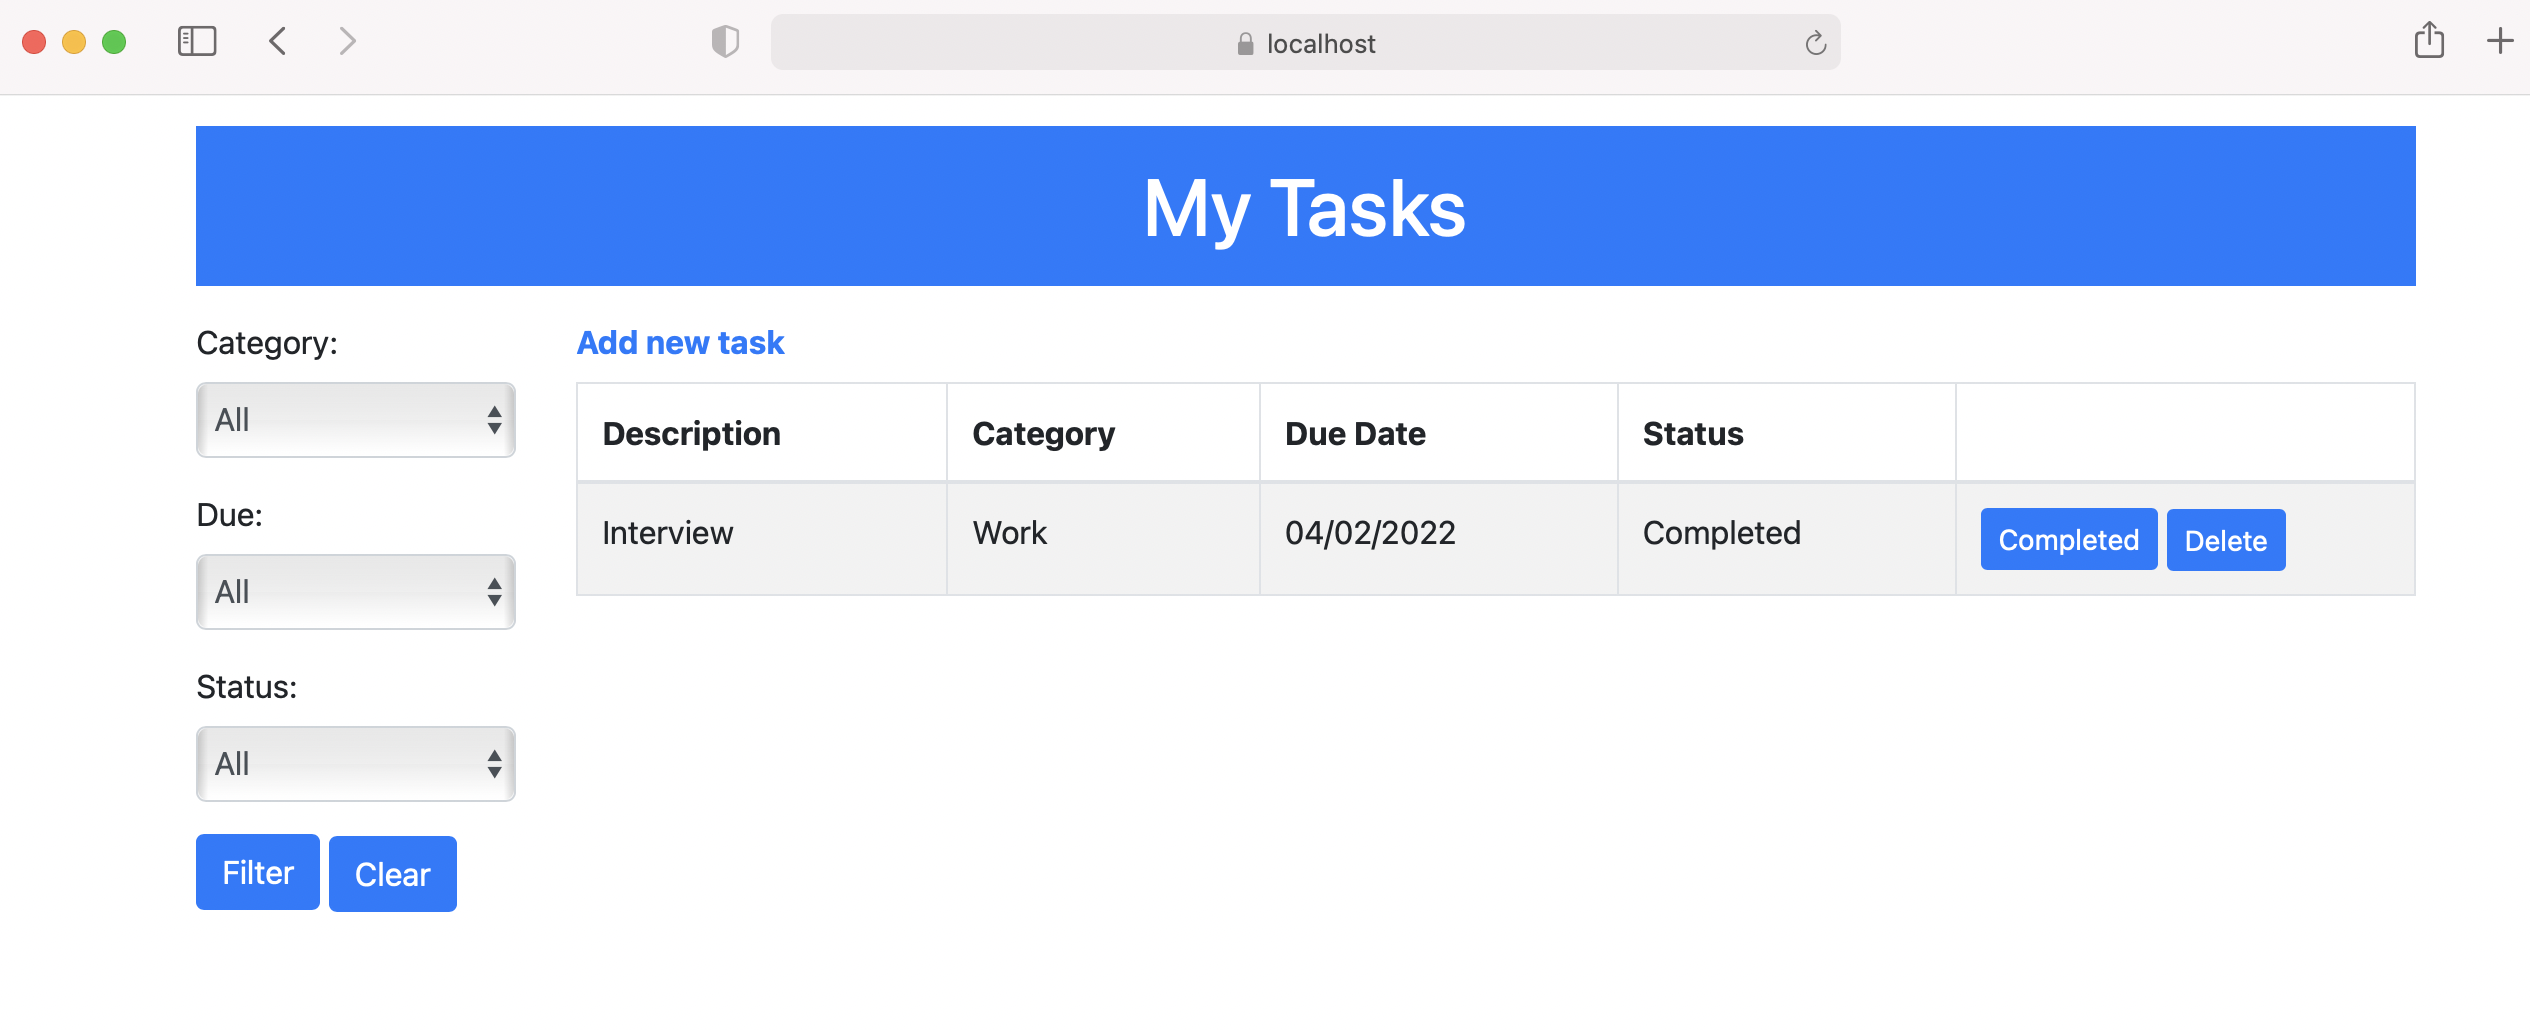 localhost
My Tasks
Category:
All
Due:
All
Status:
All
Filter Clear
Add new task
Description Category Due Date Status
Interview Work 04/02/2022 Completed Completed Delete